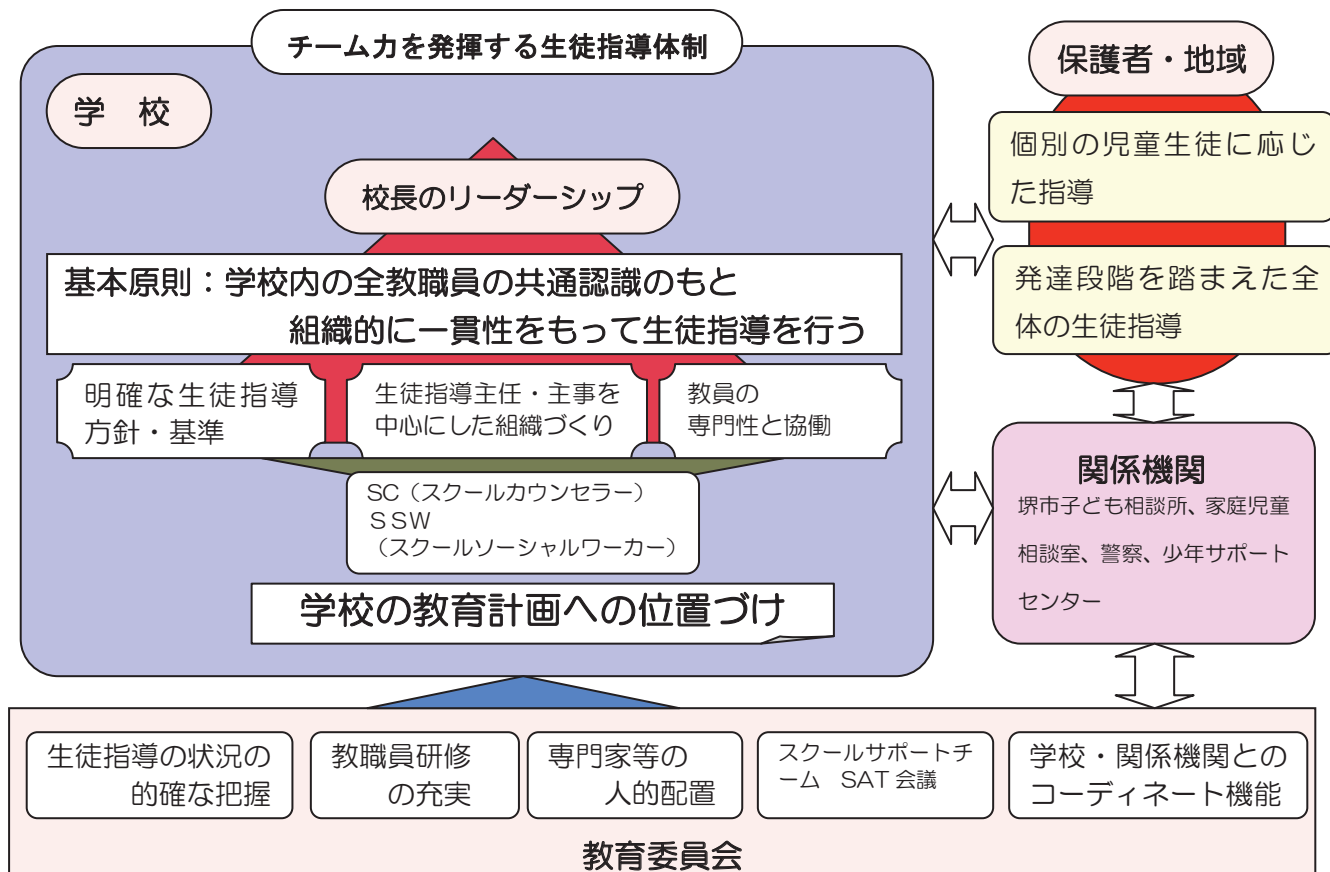 チーム力を発揮する生徒指導体制
学　校
校長のリーダーシップ
基本原則：学校内の全教職員の共通認識のもと
組織的に一貫性をもって生徒指導を行う
明確な生徒指導
方針・基準
生徒指導主任・主事を
中心にした組織づくり
教員の
専門性と協働
SC（スクールカウンセラー）
ＳＳＷ
（スクールソーシャルワーカー）
学校の教育計画への位置づけ
保護者・地域
個別の児童生徒に応じ
た指導
発達段階を踏まえた全
体の生徒指導
関係機関
堺市子ども相談所、家庭児童
相談室、警察、少年サポート
センター
生徒指導の状況の
的確な把握
教職員研修
の充実
専門家等の
人的配置
スクールサポートチ
ーム　SAT 会議
学校・関係機関との
コーディネート機能
教育委員会